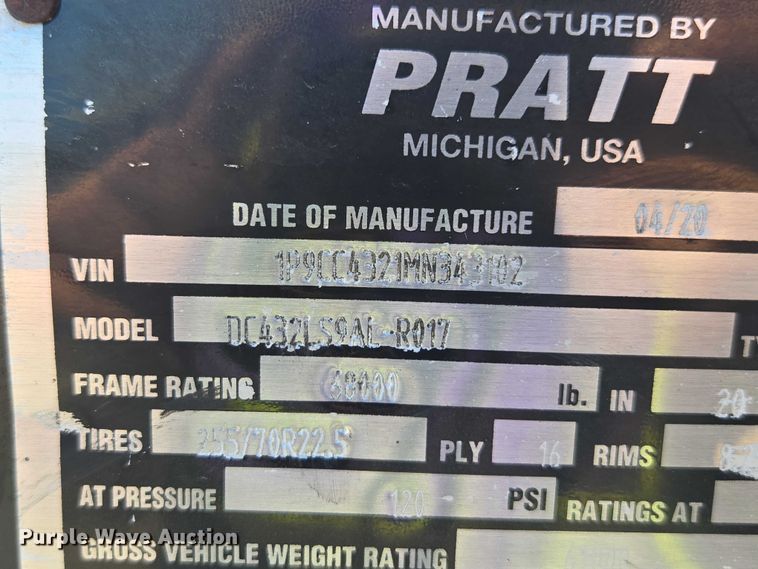 MANUFACTURED BY
PRATT
MICHIGAN, USA
DATE OF MANUFACTURE 04/20
VIN 1P9CC4321MN343102
MODEL DC432LS9AL-R017
FRAME RATING 68000 lb. IN 20
TIRES 255/70R22.5 PLY 16 RIMS
AT PRESSURE 120 PSI RATINGS AT
GROSS VEHICLE WEIGHT RATING
Purple Wave Auction